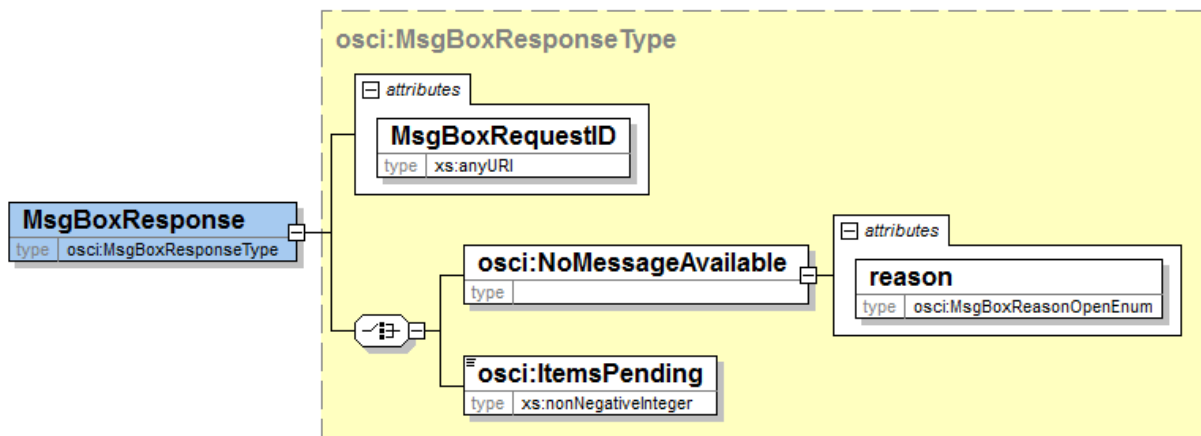 osci:MsgBoxResponseType
attributes
MsgBoxRequestID
type xs:anyURI
MsgBoxResponse
type osci:MsgBoxResponseType
attributes
osci:NoMessageAvailable
type
reason
type osci:MsgBoxReasonOpenEnum
osci:ItemsPending
type xs:nonNegativeInteger